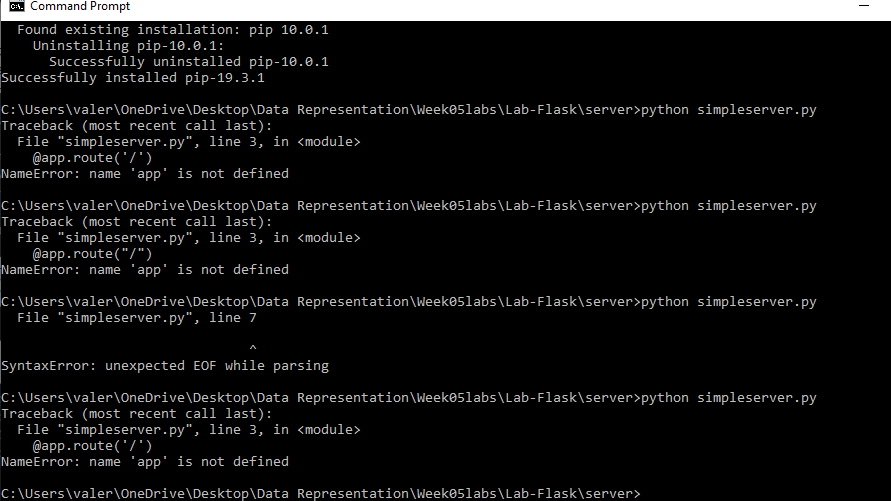 Command Prompt
Found existing installation: pip 10.0.1
Uninstalling pip-10.0.1:
Successfully uninstalled pip-10.0.1
Successfully installed pip-19.3.1
C:\Users\valer\OneDrive\Desktop\Data Representation\Week05labs\Lab-Flask\server>python simpleserver.py
Traceback (most recent call last):
File "simpleserver.py", line 3, in <module>
@app.route('/')
NameError: name 'app' is not defined
C:\Users\valer\OneDrive\Desktop\Data Representation\Week05labs\Lab-Flask\server>python simpleserver.py
Traceback (most recent call last):
File "simpleserver.py", line 3, in <module>
@app.route("/")
NameError: name 'app' is not defined
C:\Users\valer\OneDrive\Desktop\Data Representation\Week05labs\Lab-Flask\server>python simpleserver.py
File "simpleserver.py", line 7
^
SyntaxError: unexpected EOF while parsing
C:\Users\valer\OneDrive\Desktop\Data Representation\Week05labs\Lab-Flask\server>python simpleserver.py
Traceback (most recent call last):
File "simpleserver.py", line 3, in <module>
@app.route('/')
NameError: name 'app' is not defined
C:\Users\valer\OneDrive\Desktop\Data Representation\Week05labs\Lab-Flask\server>